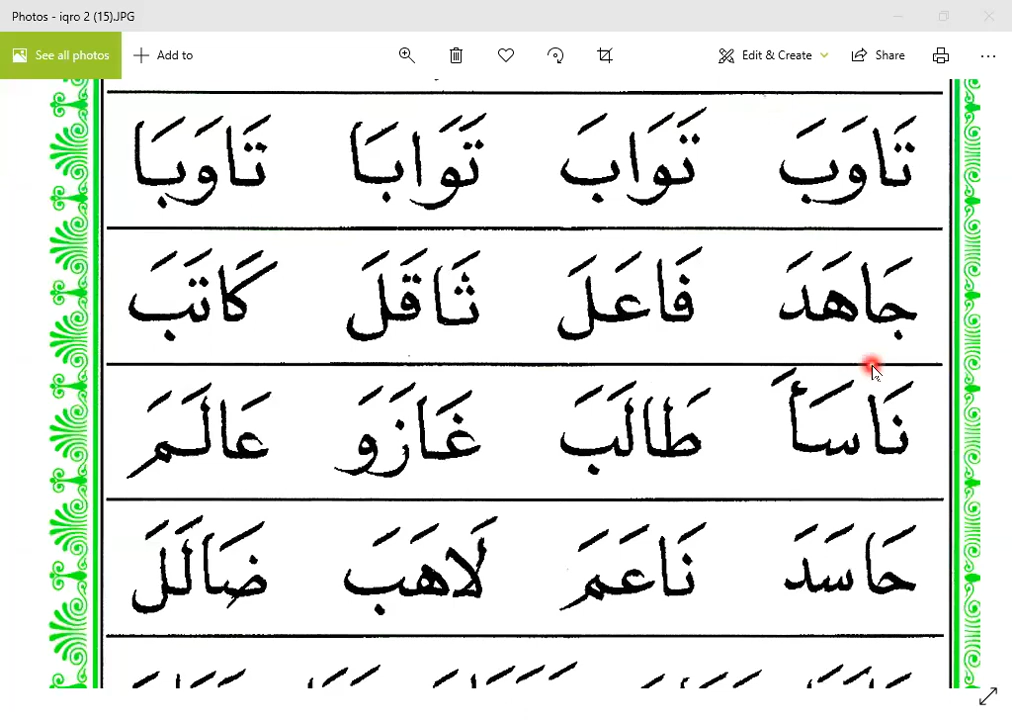 Photos - iqro 2 (15).JPG
See all photos Add to Edit & Create Share
تَاوَبَ تَوَابَ تَوَابَا تَاوَبَا
جَاهَدَ فَاعَلَ ثَاقَلَ كَاتَبَ
نَاسَأَ طَالَبَ غَازَوَ عَالَمَ
حَاسَدَ نَاعَمَ لَاهَبَ ضَالَلَ